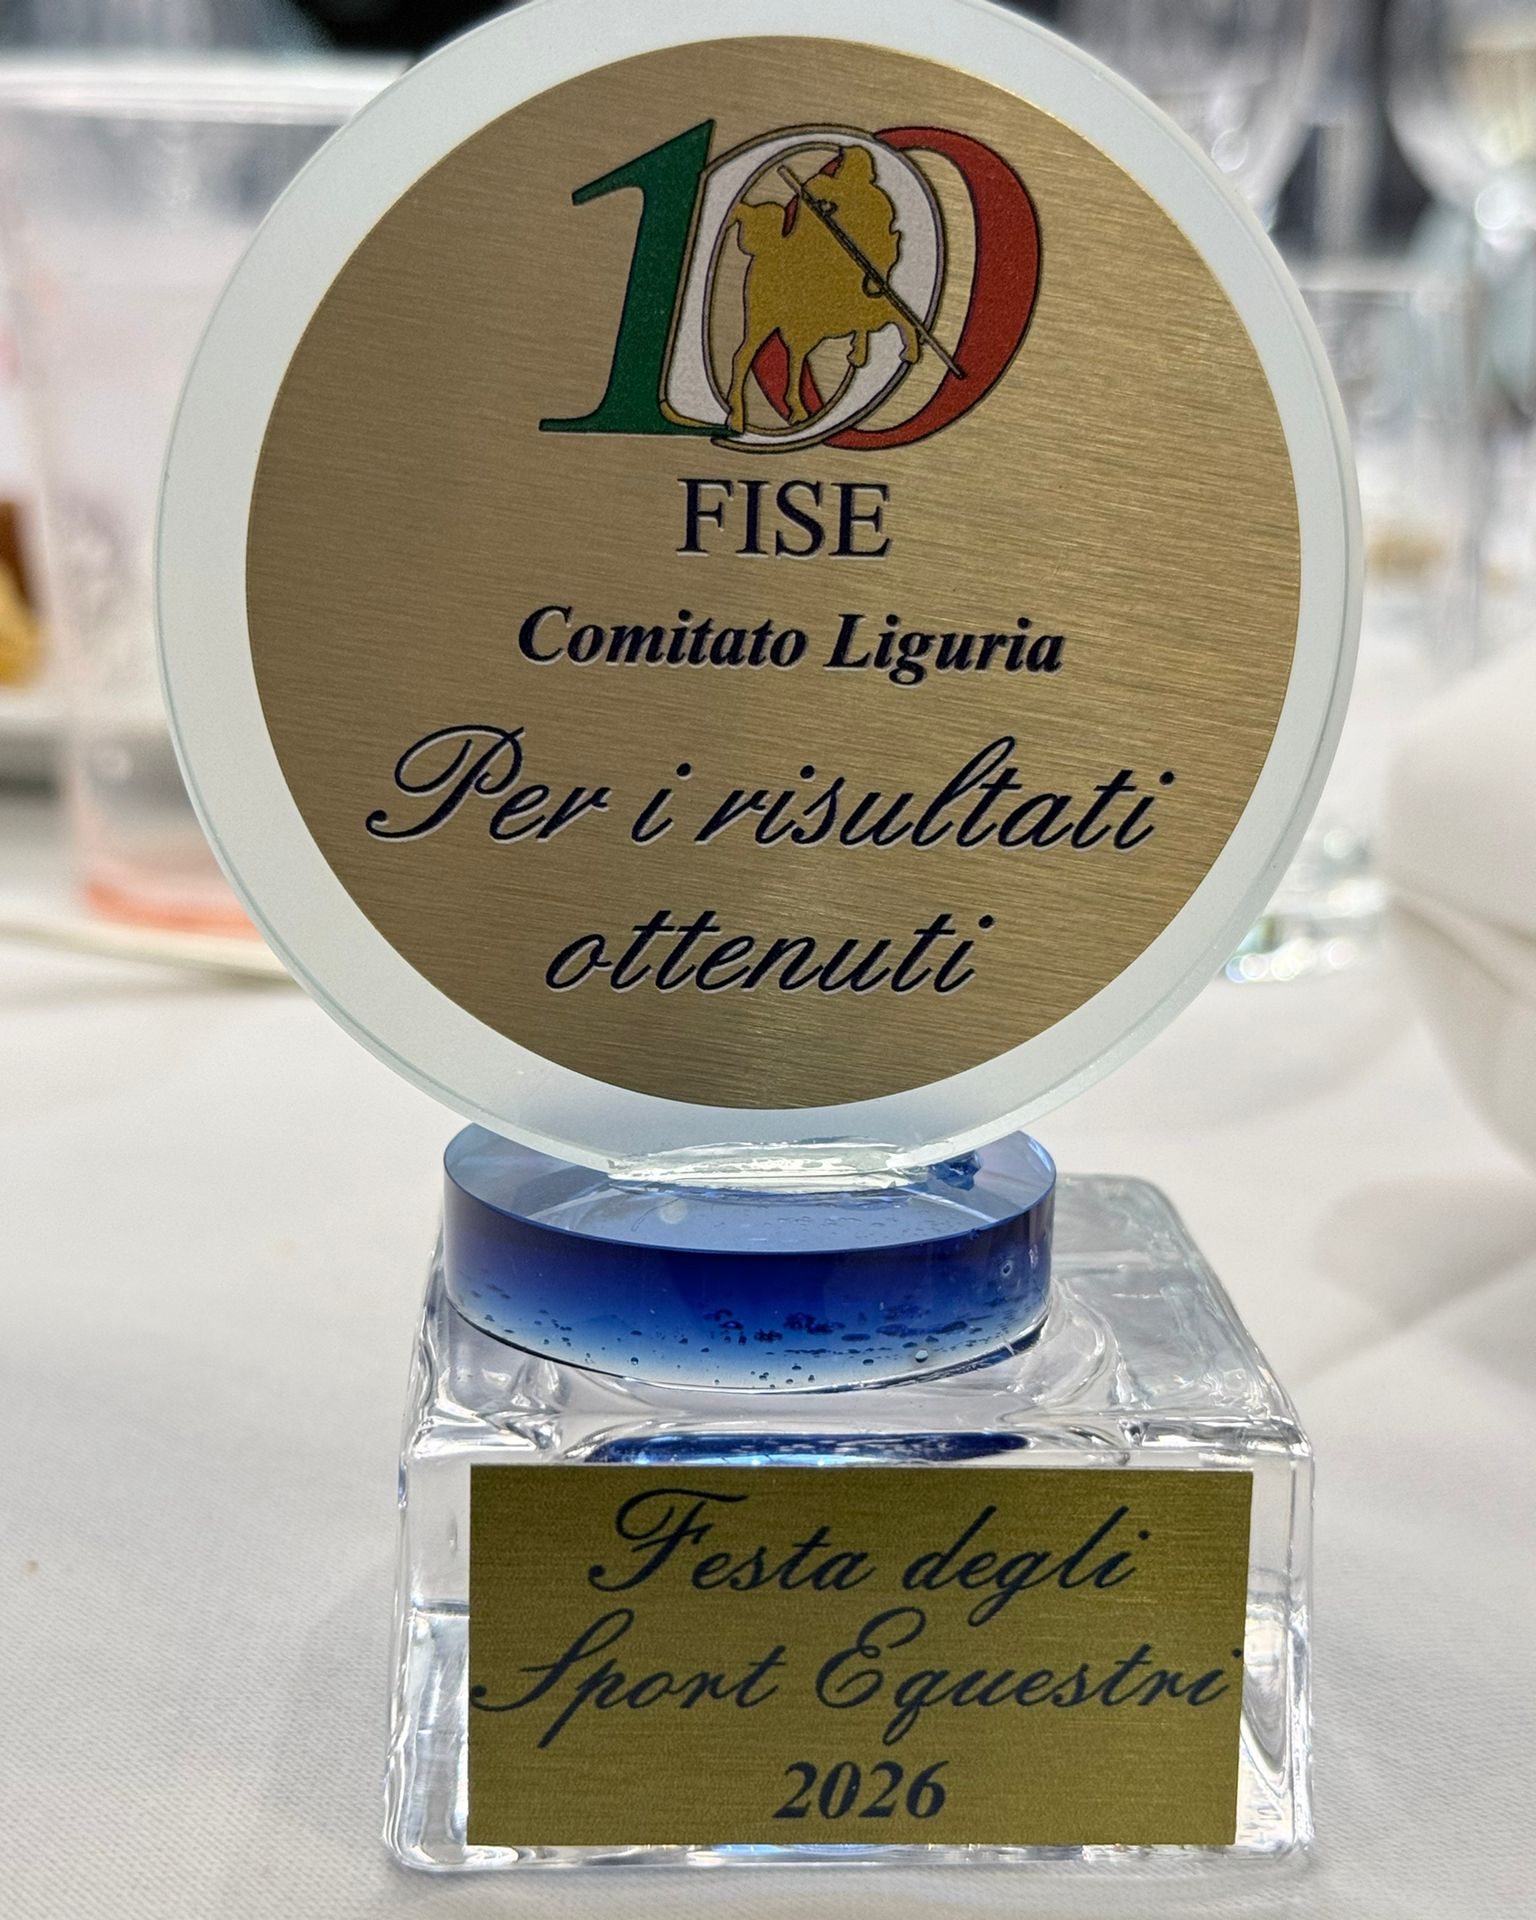 100
FISE
Comitato Liguria
Per i risultati
ottenuti
Festa degli
Sport Equestri
2026